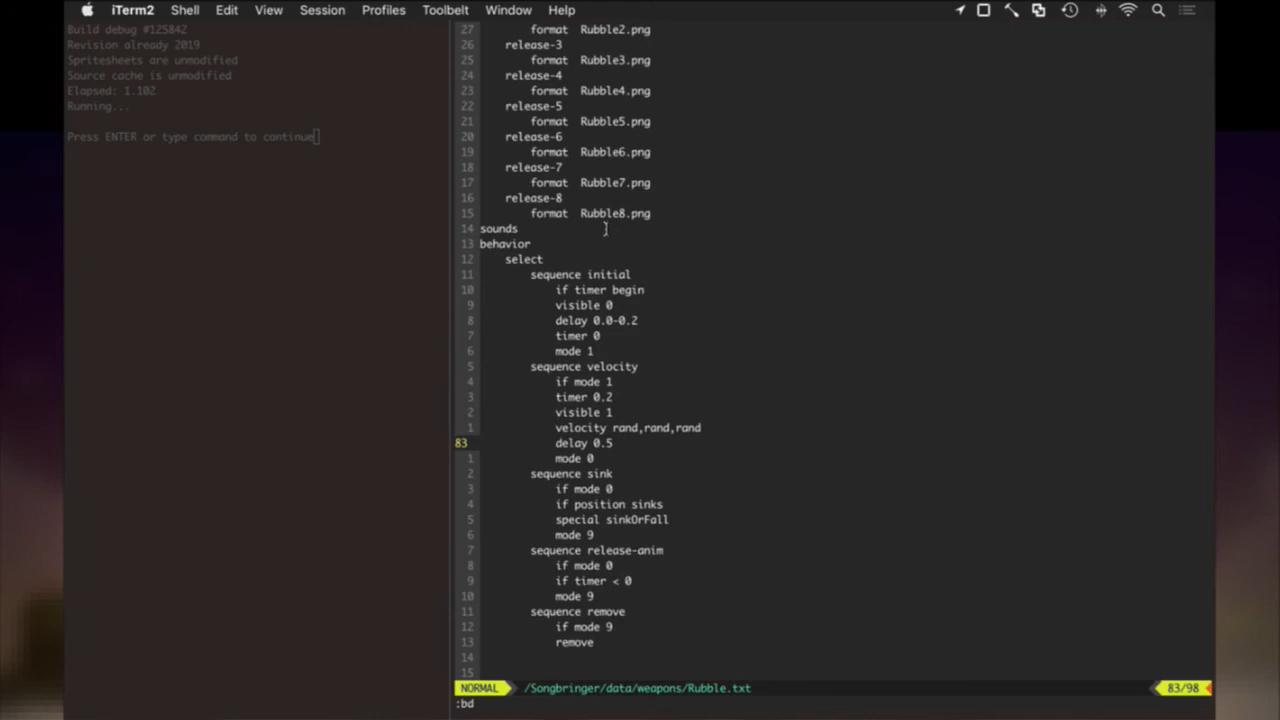 iTerm2 Shell Edit View Session Profiles Toolbelt Window Help
Build debug #125842
Revision already 2019
Spritesheets are unmodified
Source cache is unmodified
Elapsed: 1.102
Running...
Press ENTER or type command to continue
27 format Rubble2.png
26 release-3
25 format Rubble3.png
24 release-4
23 format Rubble4.png
22 release-5
21 format Rubble5.png
20 release-6
19 format Rubble6.png
18 release-7
17 format Rubble7.png
16 release-8
15 format Rubble8.png
14 sounds
13 behavior
12 select
11 sequence initial
10 if timer begin
9 visible 0
8 delay 0.0-0.2
7 timer 0
6 mode 1
5 sequence velocity
4 if mode 1
3 timer 0.2
2 visible 1
1 velocity rand,rand,rand
83 delay 0.5
1 mode 0
2 sequence sink
3 if mode 0
4 if position sinks
5 special sinkOrFall
6 mode 9
7 sequence release-anim
8 if mode 0
9 if timer < 0
10 mode 9
11 sequence remove
12 if mode 9
13 remove
14
15
NORMAL /Songbringer/data/weapons/Rubble.txt 83/98
:bd